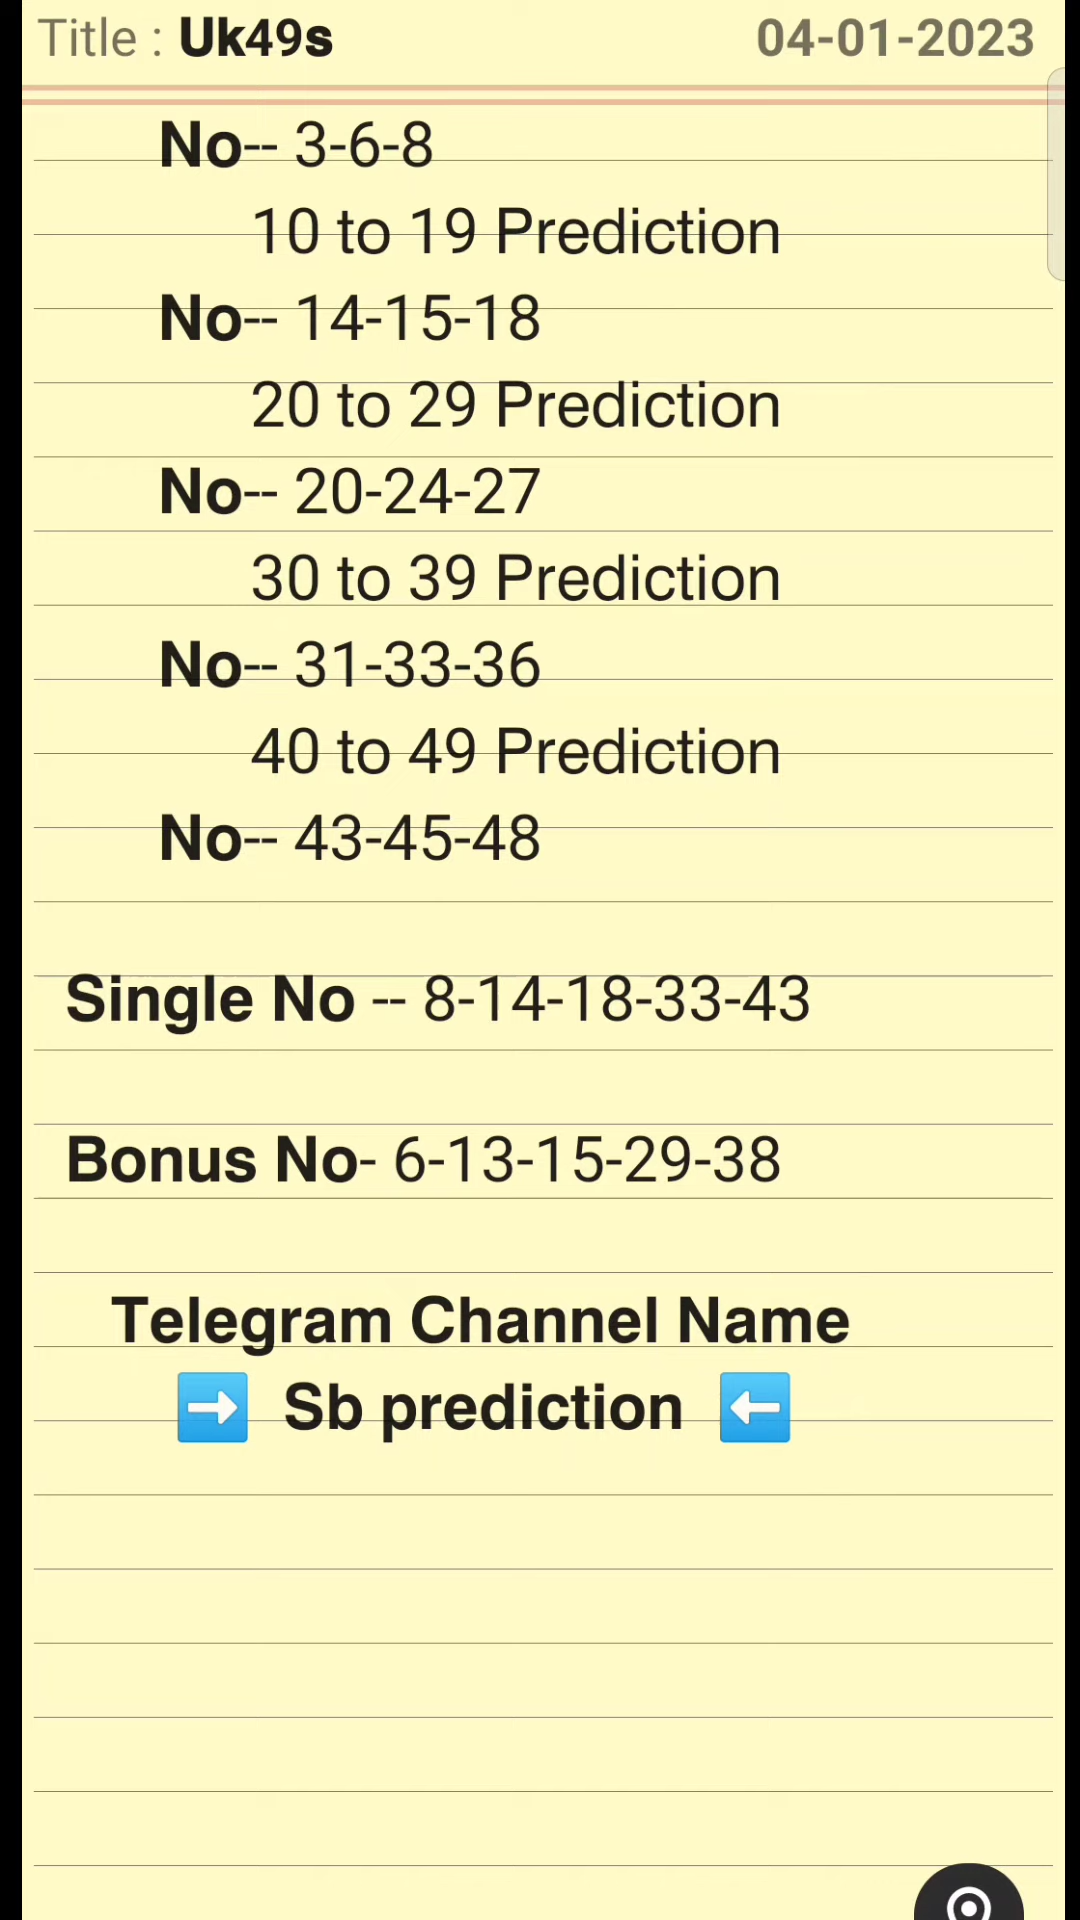 Title : Uk49s 04-01-2023
No-- 3-6-8
10 to 19 Prediction
No-- 14-15-18
20 to 29 Prediction
No-- 20-24-27
30 to 39 Prediction
No-- 31-33-36
40 to 49 Prediction
No-- 43-45-48
Single No -- 8-14-18-33-43
Bonus No- 6-13-15-29-38
Telegram Channel Name
➡️ Sb prediction ⬅️